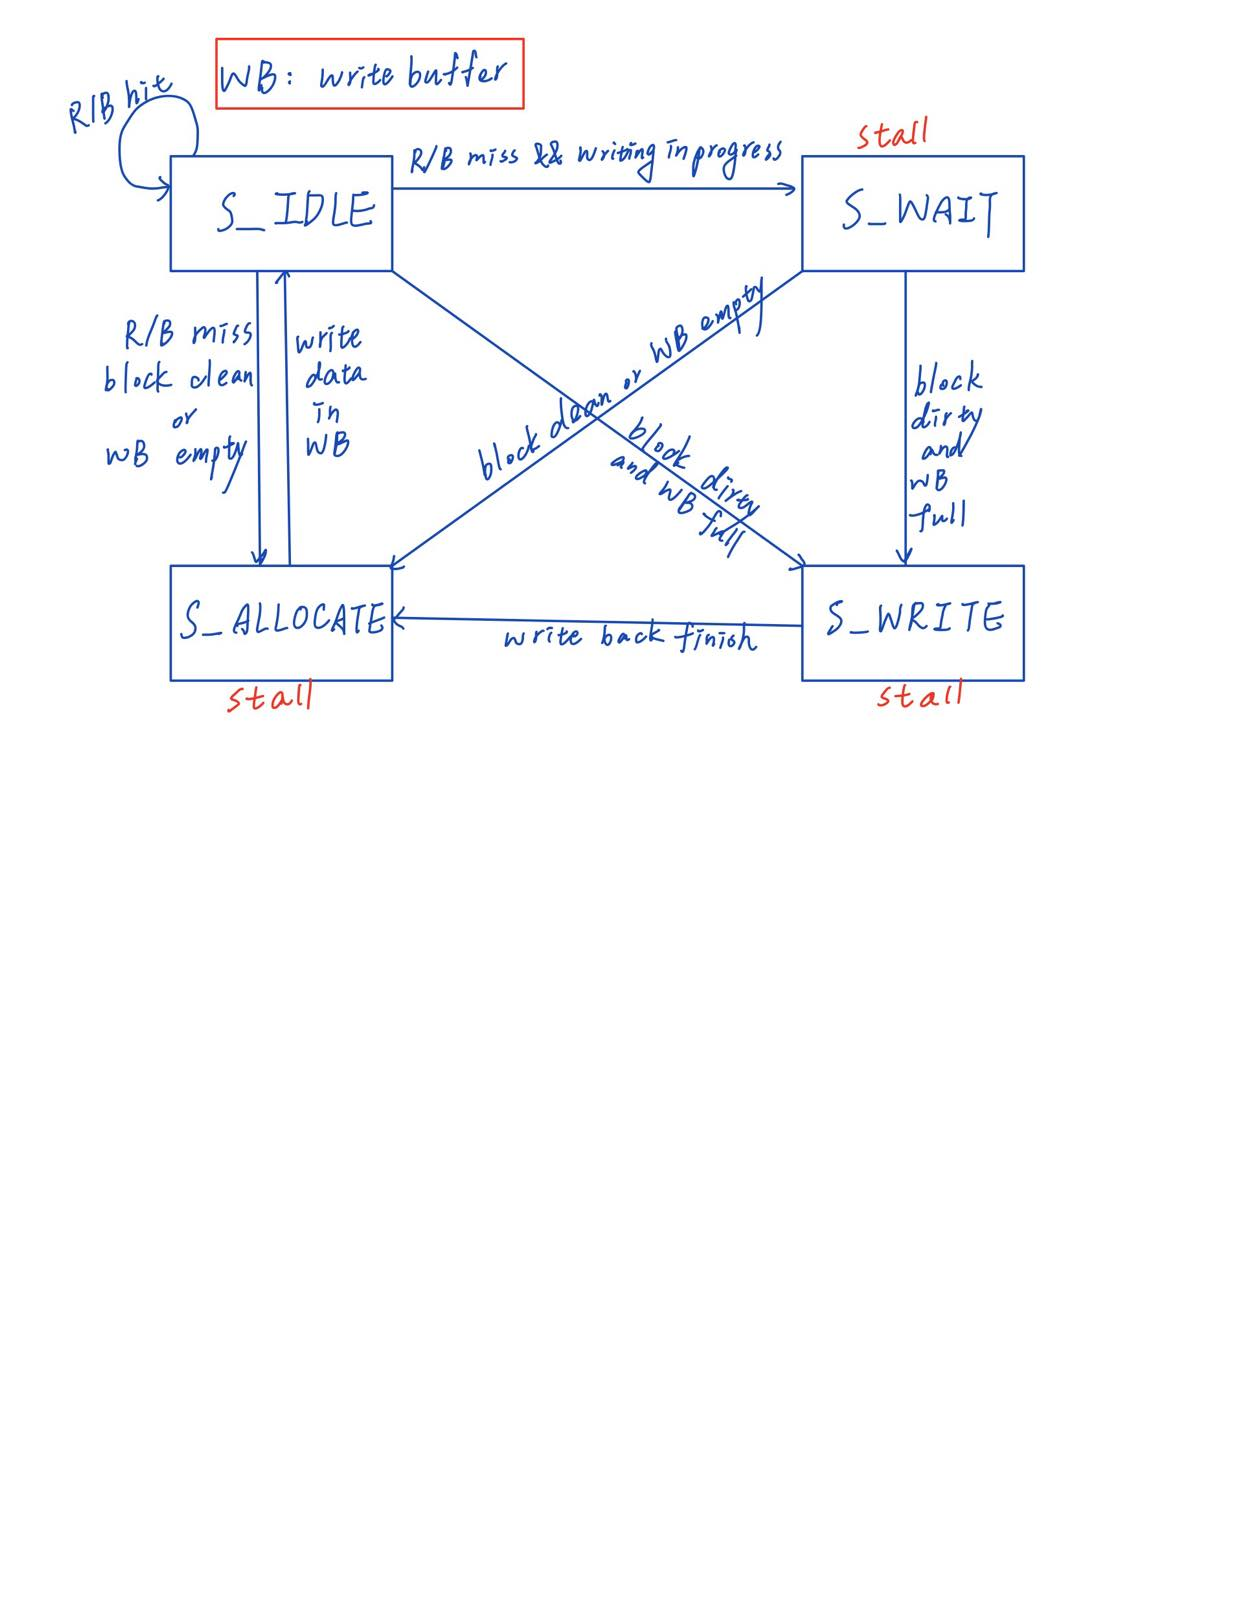 WB: write buffer
R/B hit
R/B miss && writing in progress
stall
S_IDLE
S_WAIT
R/B miss
block clean
or
WB empty
write
data
in
WB
block clean or WB empty
block dirty
and WB full
block
dirty
and
WB
full
S_ALLOCATE
stall
write back finish
S_WRITE
stall